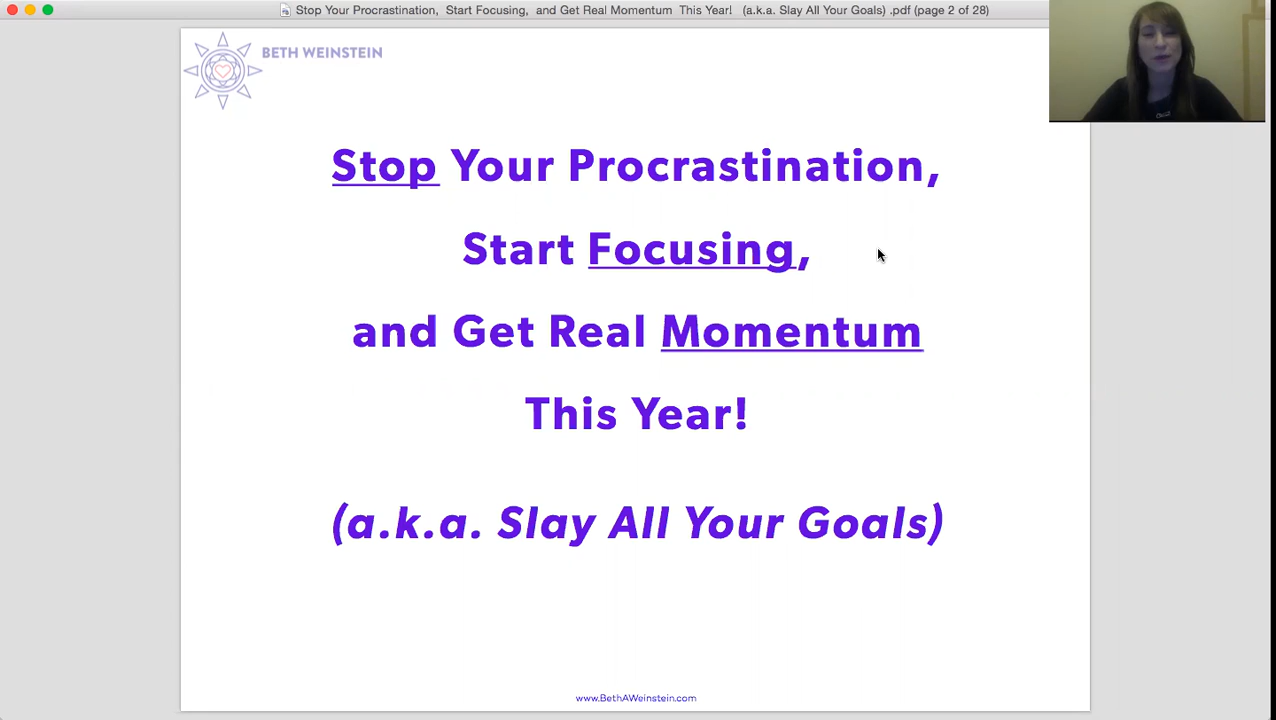 Stop Your Procrastination,  Start Focusing,  and Get Real Momentum  This Year!   (a.k.a. Slay All Your Goals) .pdf (page 2 of 28)
BETH WEINSTEIN
Stop Your Procrastination,
Start Focusing,
and Get Real Momentum
This Year!
(a.k.a. Slay All Your Goals)
www.BethAWeinstein.com